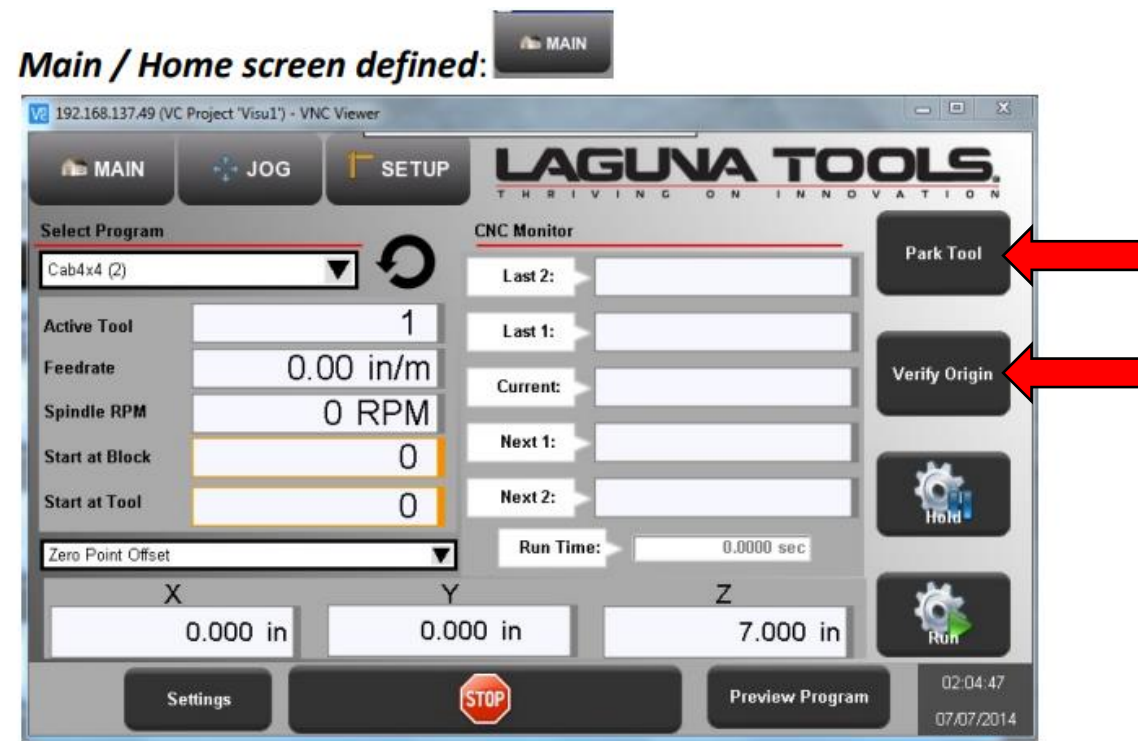 Main / Home screen defined: MAIN
192.168.137.49 (VC Project 'Visu1') - VNC Viewer
MAIN
JOG
SETUP
LAGUNA TOOLS.
THRIVING ON INNOVATION
Select Program
Cab4x4 (2)
Active Tool 1
Feedrate 0.00 in/m
Spindle RPM 0 RPM
Start at Block 0
Start at Tool 0
Zero Point Offset
CNC Monitor
Last 2:
Last 1:
Current:
Next 1:
Next 2:
Run Time: 0.0000 sec
Park Tool
Verify Origin
Hold
Run
X Y Z
0.000 in 0.000 in 7.000 in
Settings
STOP
Preview Program
02:04:47
07/07/2014